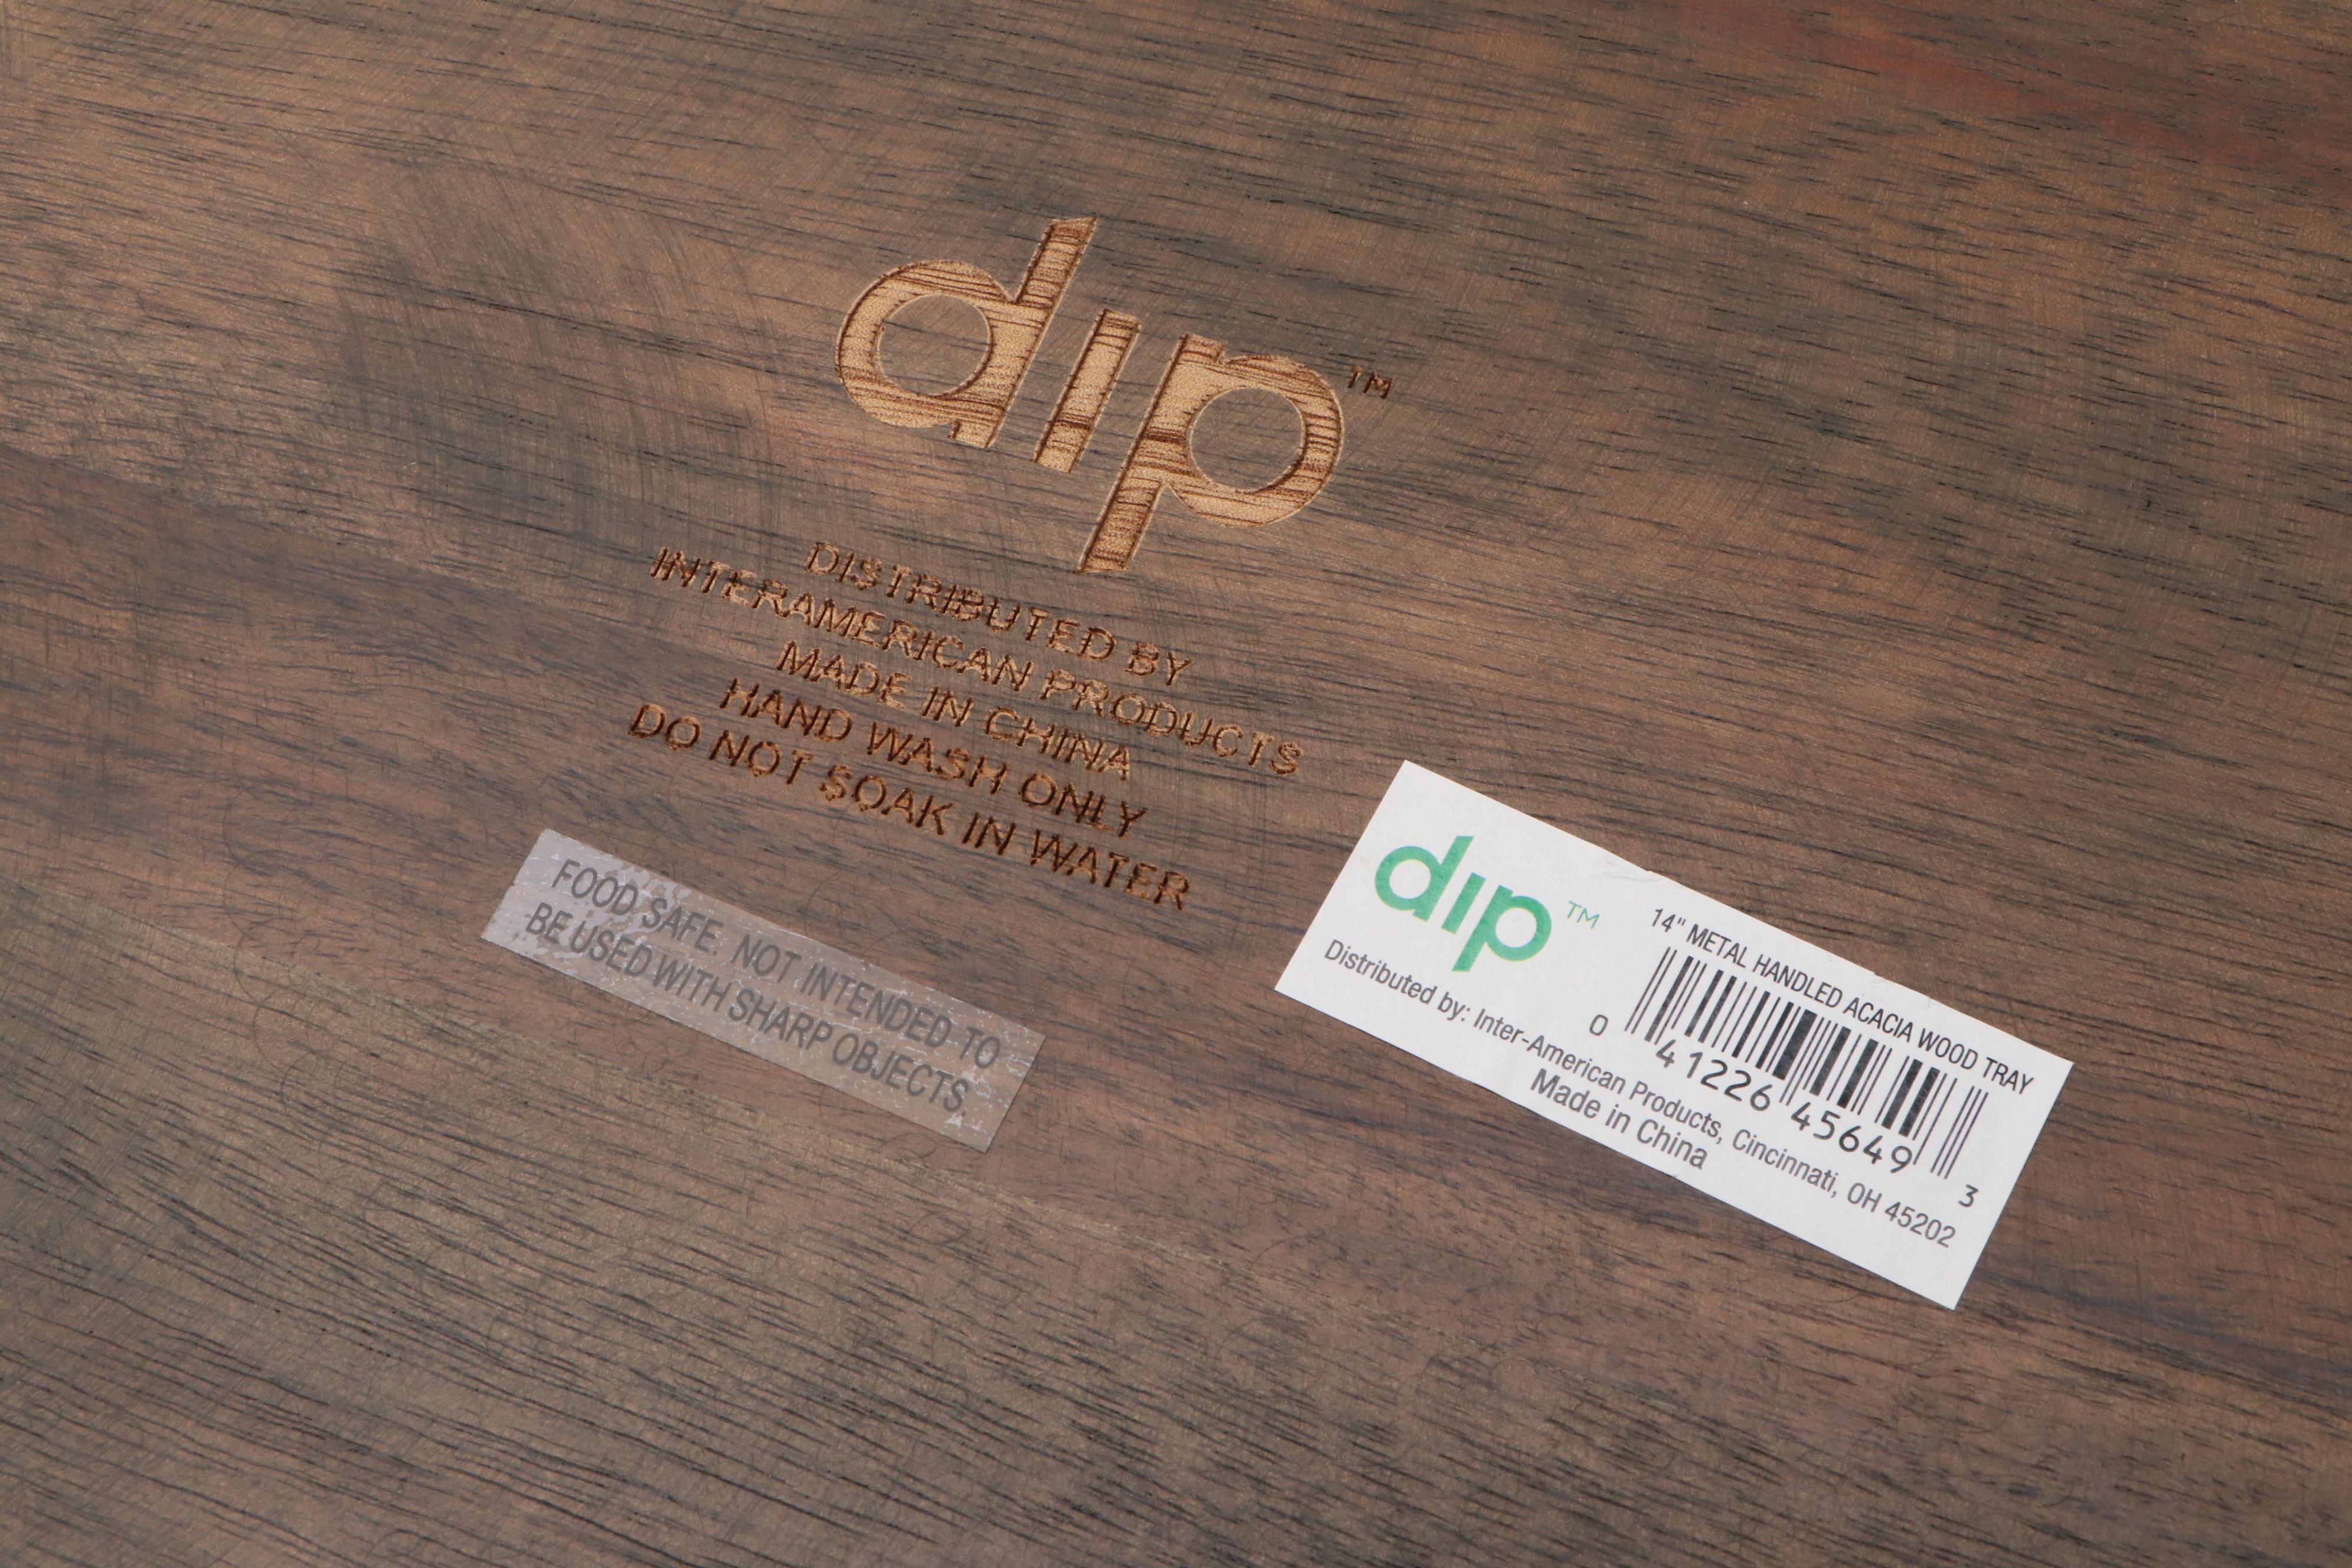 dip™
DISTRIBUTED BY
INTERAMERICAN PRODUCTS
MADE IN CHINA
HAND WASH ONLY
DO NOT SOAK IN WATER
FOOD SAFE. NOT INTENDED TO
BE USED WITH SHARP OBJECTS.
dip™
14" METAL HANDLED ACACIA WOOD TRAY
0 41226 45649 3
Distributed by: Inter-American Products, Cincinnati, OH 45202
Made in China